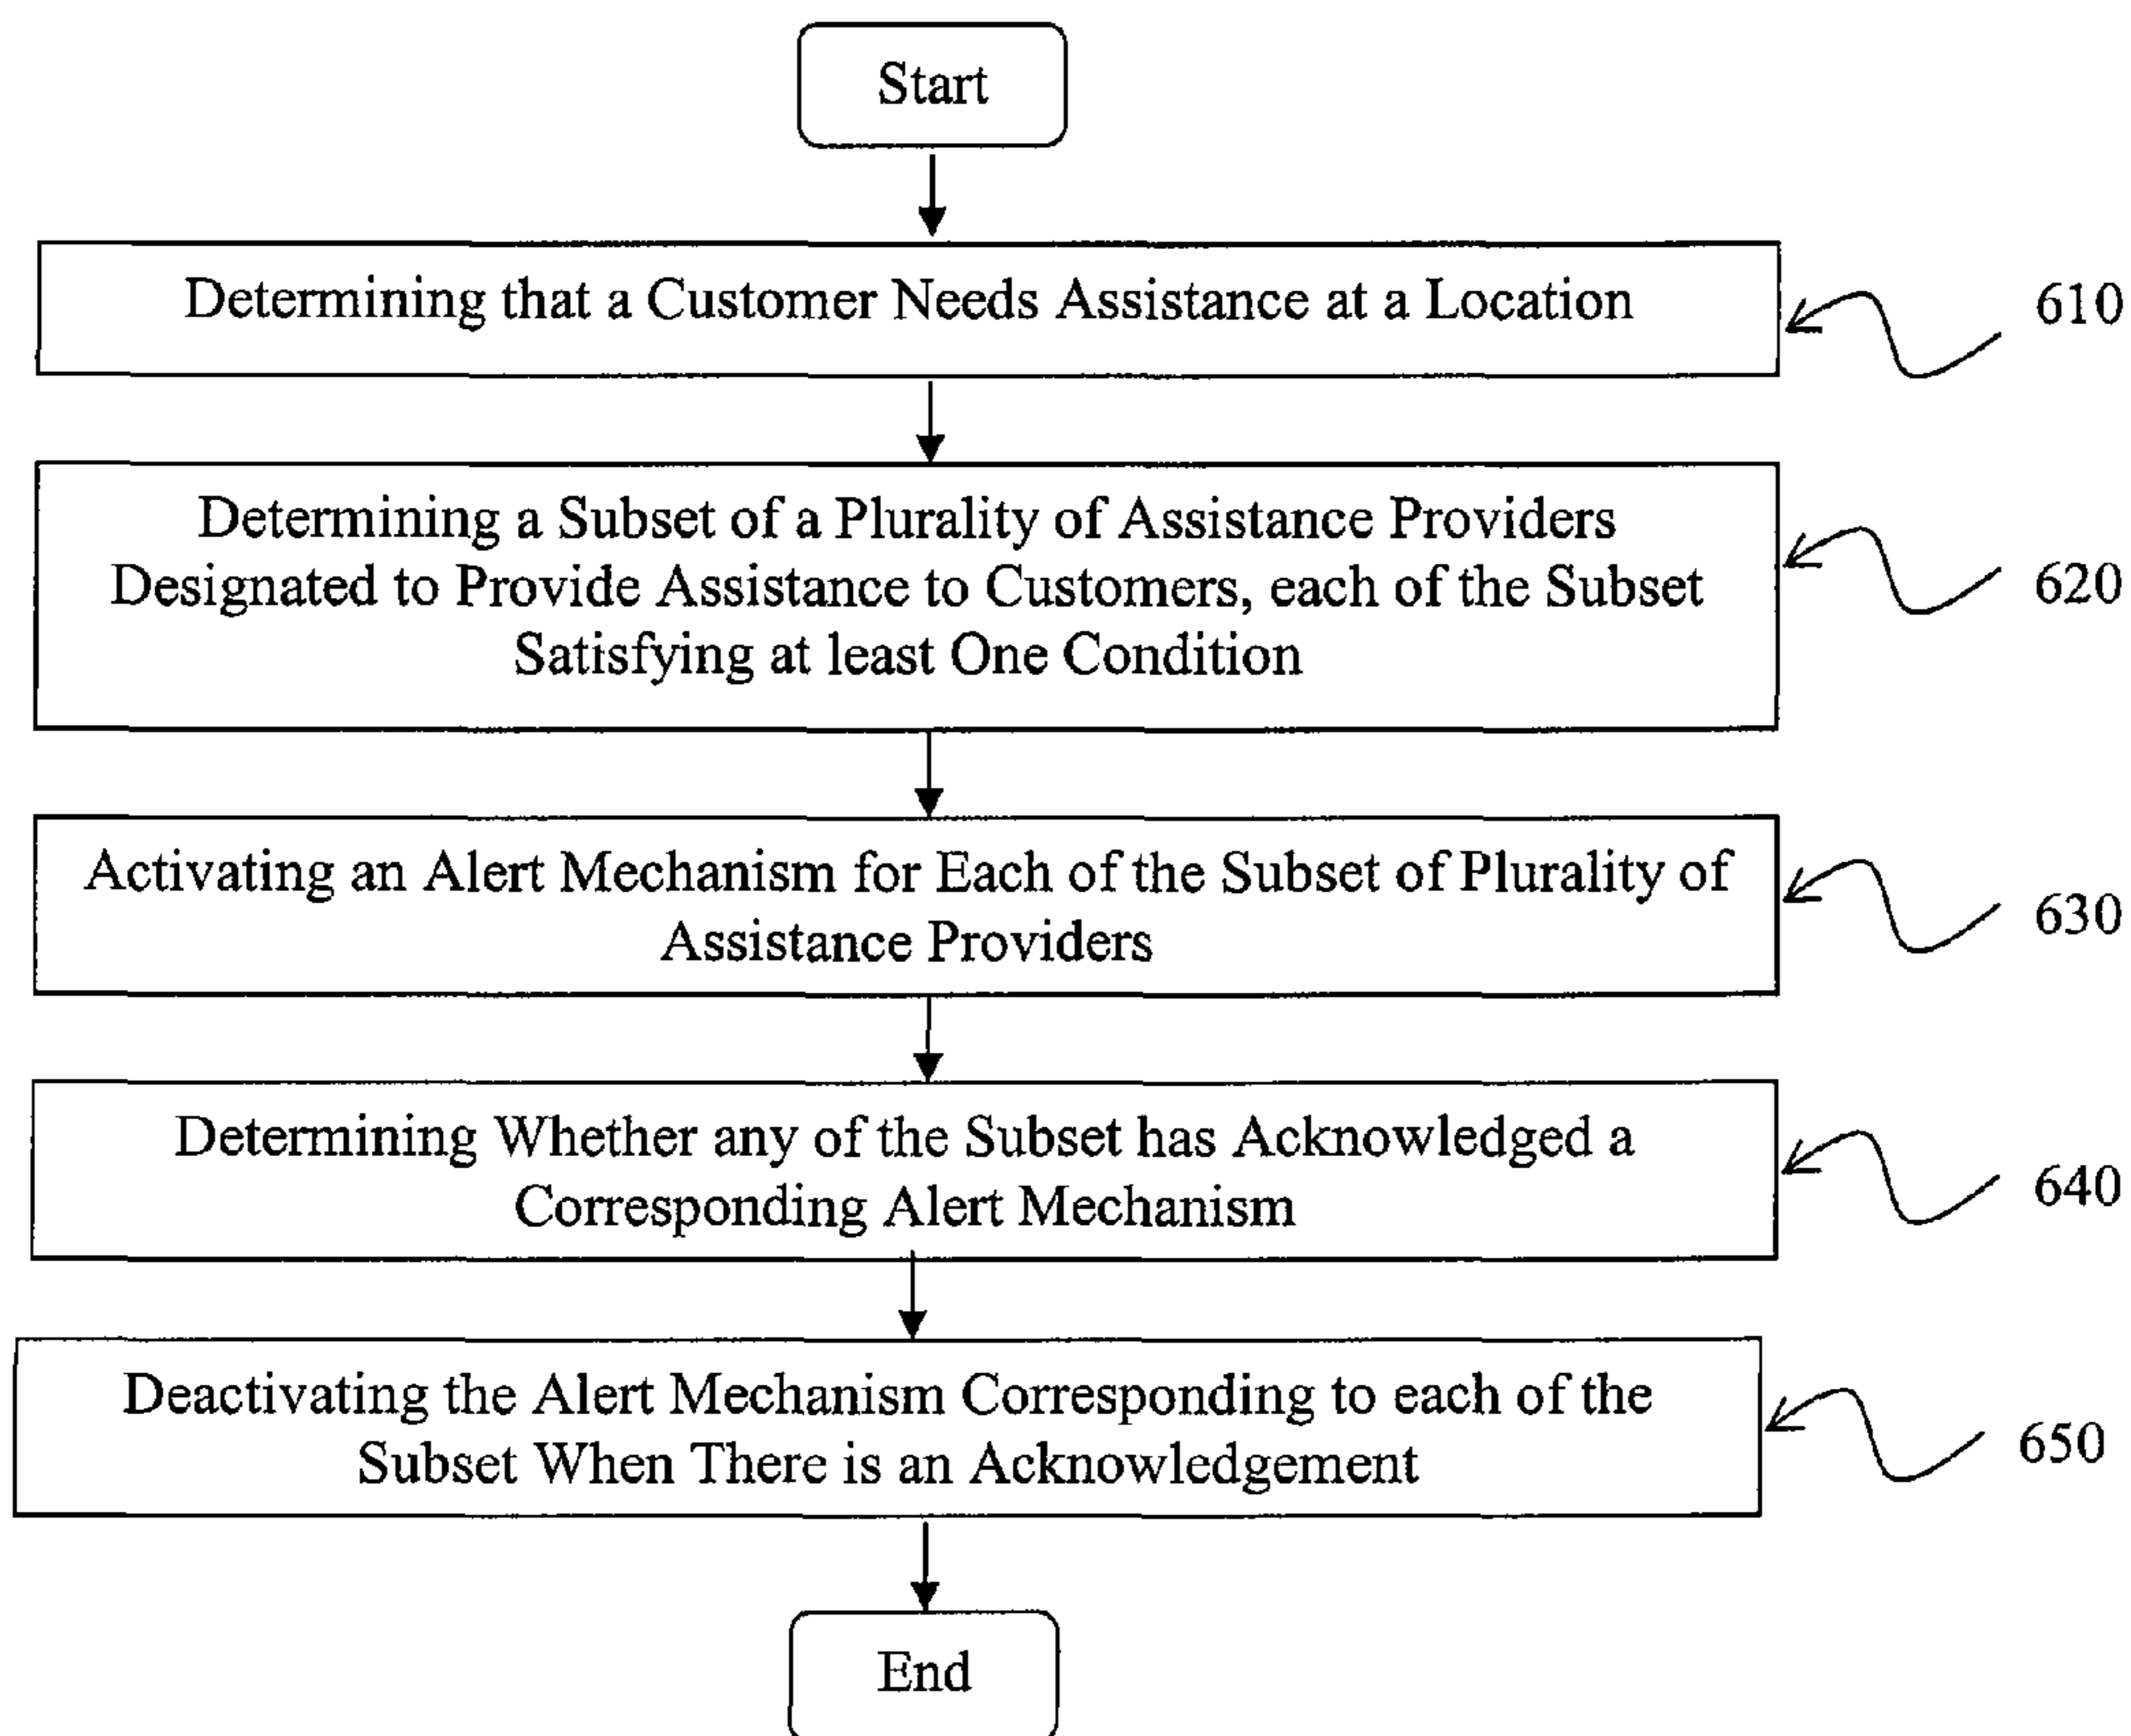 Start
Determining that a Customer Needs Assistance at a Location
610
Determining a Subset of a Plurality of Assistance Providers
Designated to Provide Assistance to Customers, each of the Subset
Satisfying at least One Condition
620
Activating an Alert Mechanism for Each of the Subset of Plurality of
Assistance Providers
630
Determining Whether any of the Subset has Acknowledged a
Corresponding Alert Mechanism
640
Deactivating the Alert Mechanism Corresponding to each of the
Subset When There is an Acknowledgement
650
End